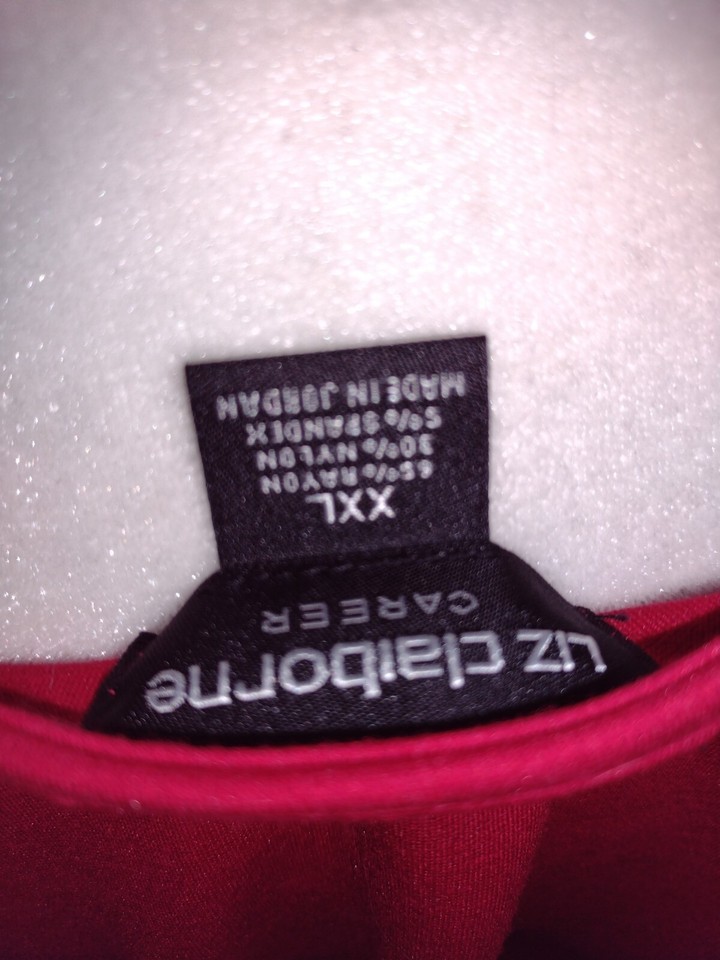 Liz claiborne
CAREER
XXL
65% RAYON
30% NYLON
5% SPANDEX
MADE IN JORDAN